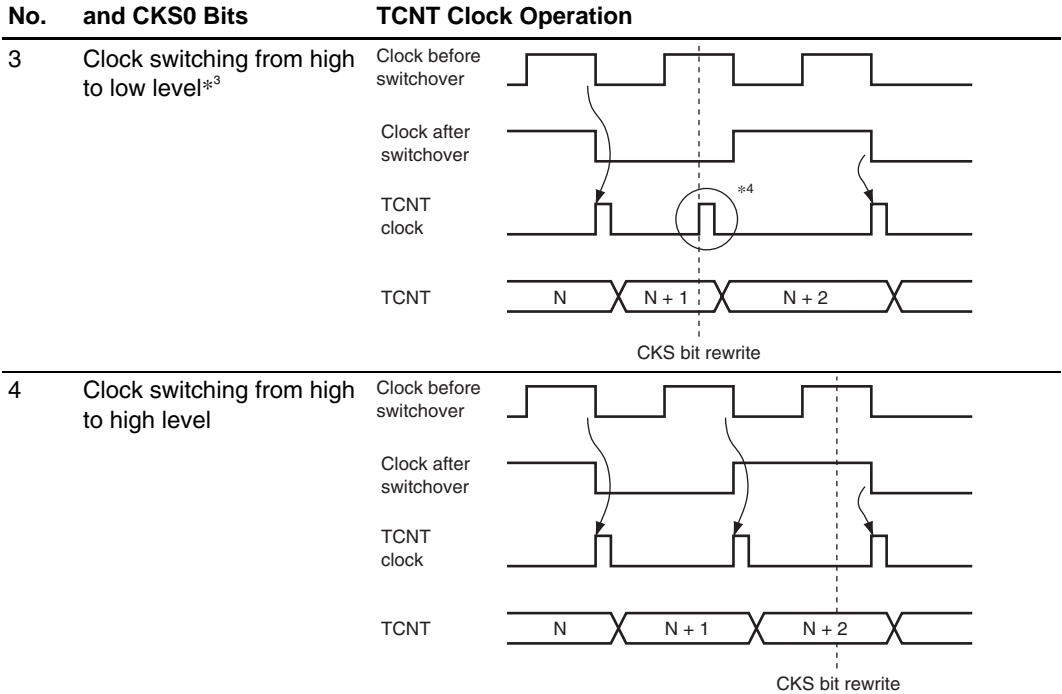 No. and CKS0 Bits TCNT Clock Operation
3 Clock switching from high to low level*3
Clock before switchover
Clock after switchover
TCNT clock
*4
TCNT N N + 1 N + 2
CKS bit rewrite
4 Clock switching from high to high level
Clock before switchover
Clock after switchover
TCNT clock
TCNT N N + 1 N + 2
CKS bit rewrite